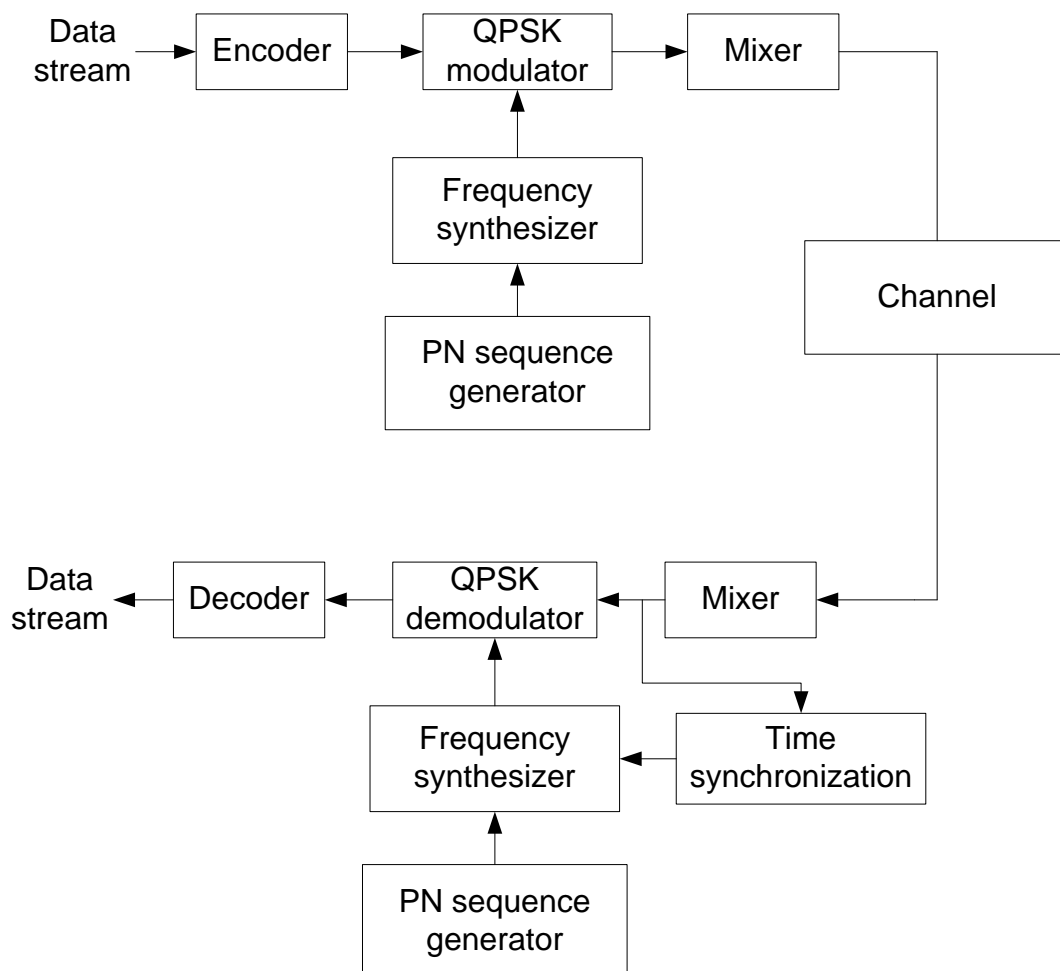 Data
stream
Encoder
QPSK
modulator
Mixer
Frequency
synthesizer
PN sequence
generator
Channel
Data
stream
Decoder
QPSK
demodulator
Mixer
Frequency
synthesizer
Time
synchronization
PN sequence
generator